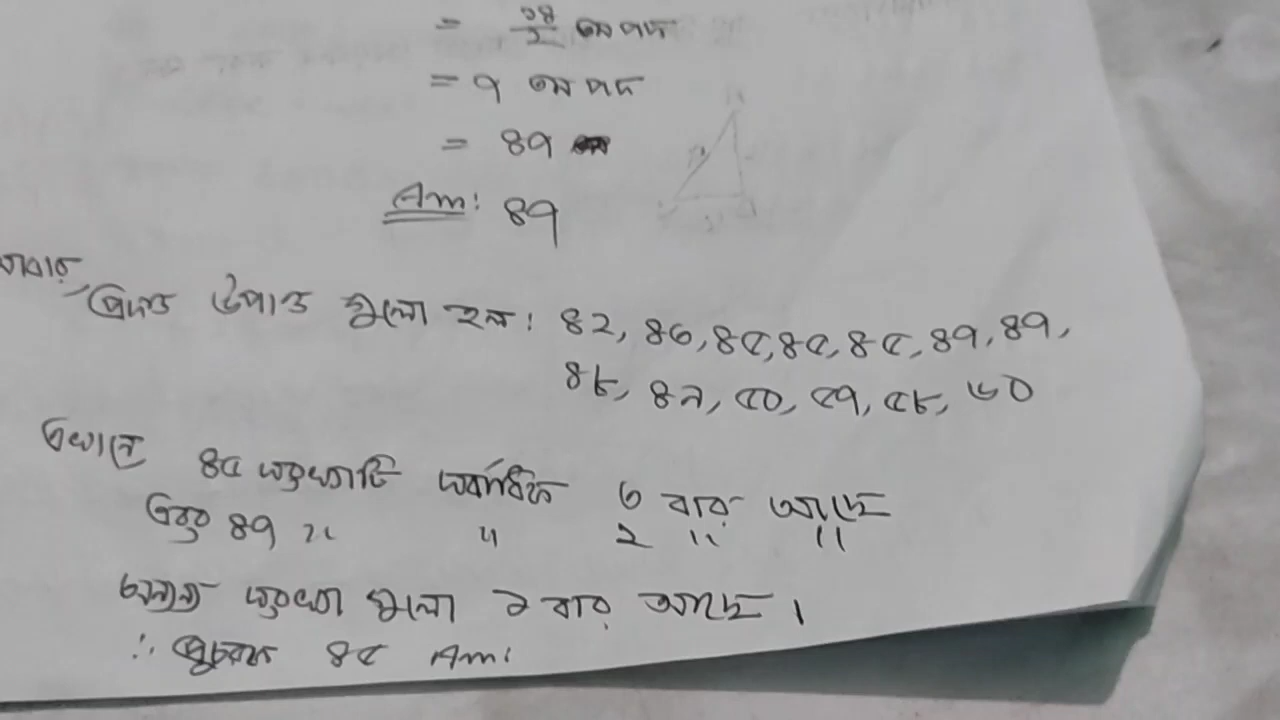 = ১৪/২ তম পদ
= ৭ তম পদ
= ৪৭
Ans: ৪৭
আবার,
প্রদত্ত উপাত্ত গুলো হল: ৪২, ৪৬, ৪৫, ৪৫, ৪৫, ৪৭, ৪৭,
৪৮, ৪৯, ৫০, ৫৭, ৫৮, ৬০
এখানে ৪৫ সংখ্যাটি সর্বাধিক ৩ বার আছে
এবং ৪৭ " " ২ " "
অন্যান্য সংখ্যা গুলো ১ বার আছে।
∴ প্রচুরক ৪৫ Ans: